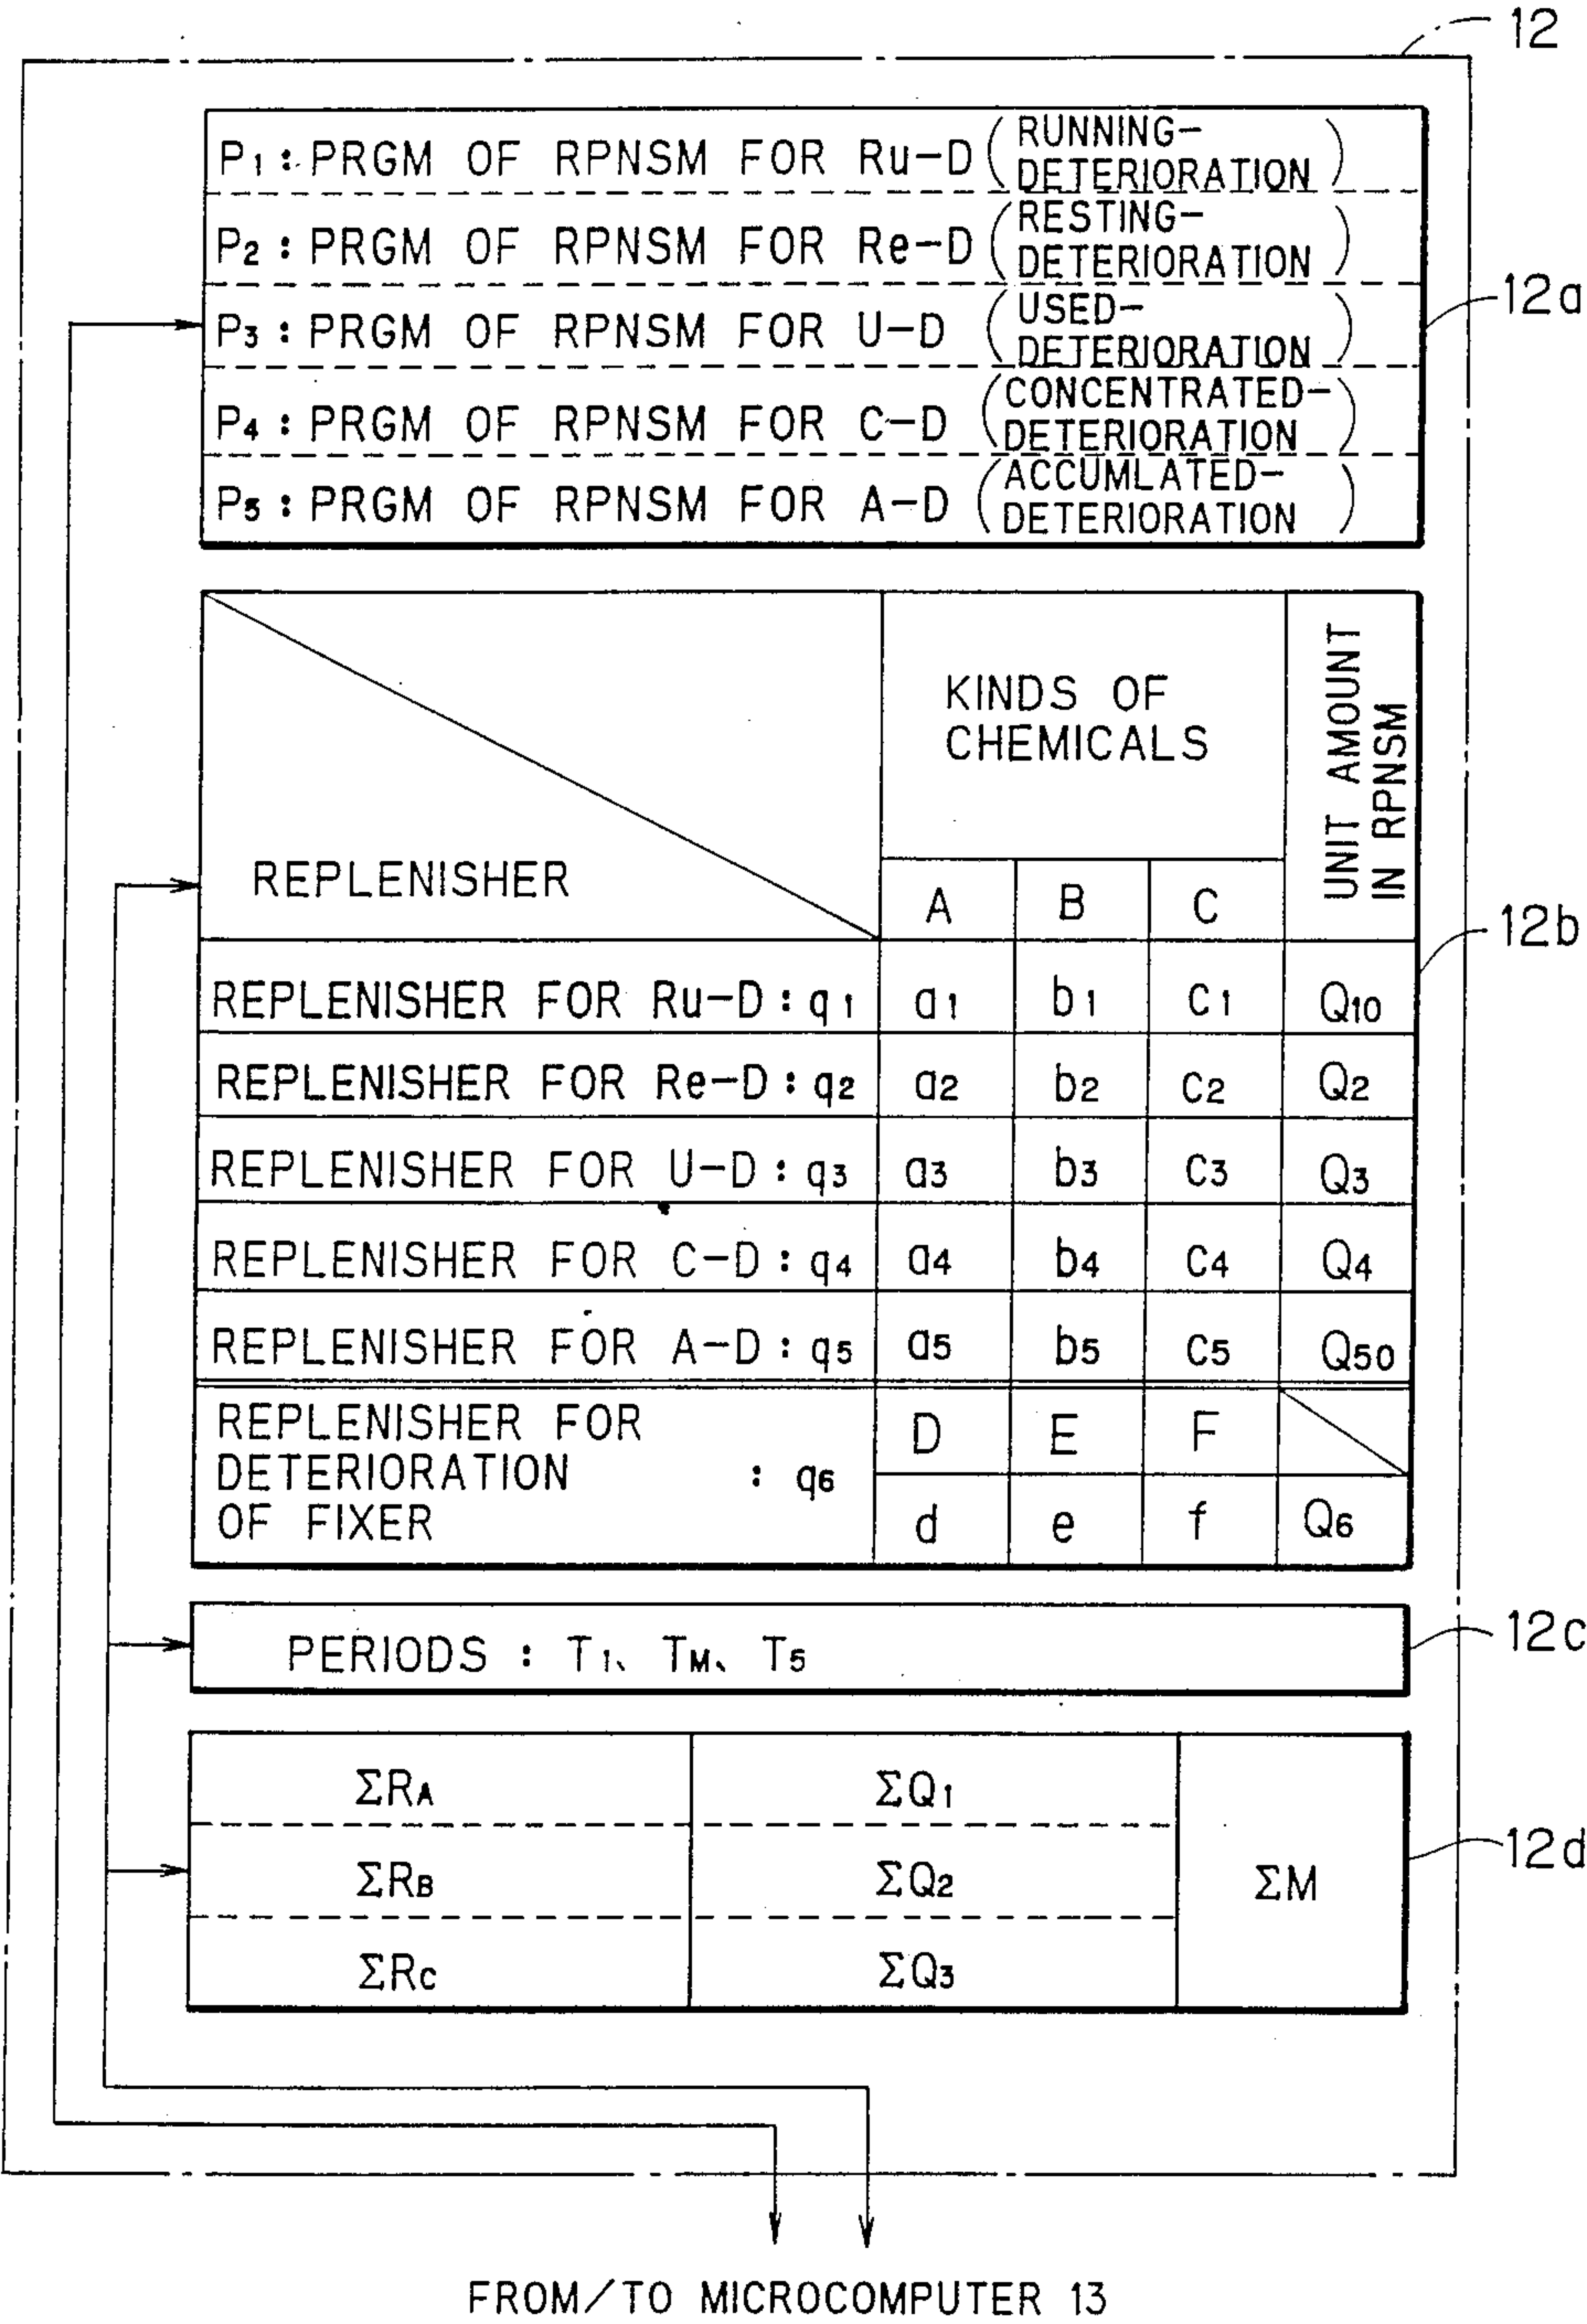 12
P1 : PRGM OF RPNSM FOR Ru-D (RUNNING-
DETERIORATION)
P2 : PRGM OF RPNSM FOR Re-D (RESTING-
DETERIORATION)
12a
P3 : PRGM OF RPNSM FOR U-D (USED-
DETERIORATION)
P4 : PRGM OF RPNSM FOR C-D (CONCENTRATED-
DETERIORATION)
P5 : PRGM OF RPNSM FOR A-D (ACCUMLATED-
DETERIORATION)
KINDS OF
CHEMICALS
UNIT AMOUNT
IN RPNSM
REPLENISHER
A B C
12b
REPLENISHER FOR Ru-D : q1 a1 b1 c1 Q10
REPLENISHER FOR Re-D : q2 a2 b2 c2 Q2
REPLENISHER FOR U-D : q3 a3 b3 c3 Q3
REPLENISHER FOR C-D : q4 a4 b4 c4 Q4
REPLENISHER FOR A-D : q5 a5 b5 c5 Q50
REPLENISHER FOR
DETERIORATION
OF FIXER
: q6
D E F
d e f Q6
PERIODS : T1、 TM、 T5
12c
ΣRA ΣQ1
ΣRB ΣQ2 ΣM
12d
ΣRC ΣQ3
FROM/TO MICROCOMPUTER 13